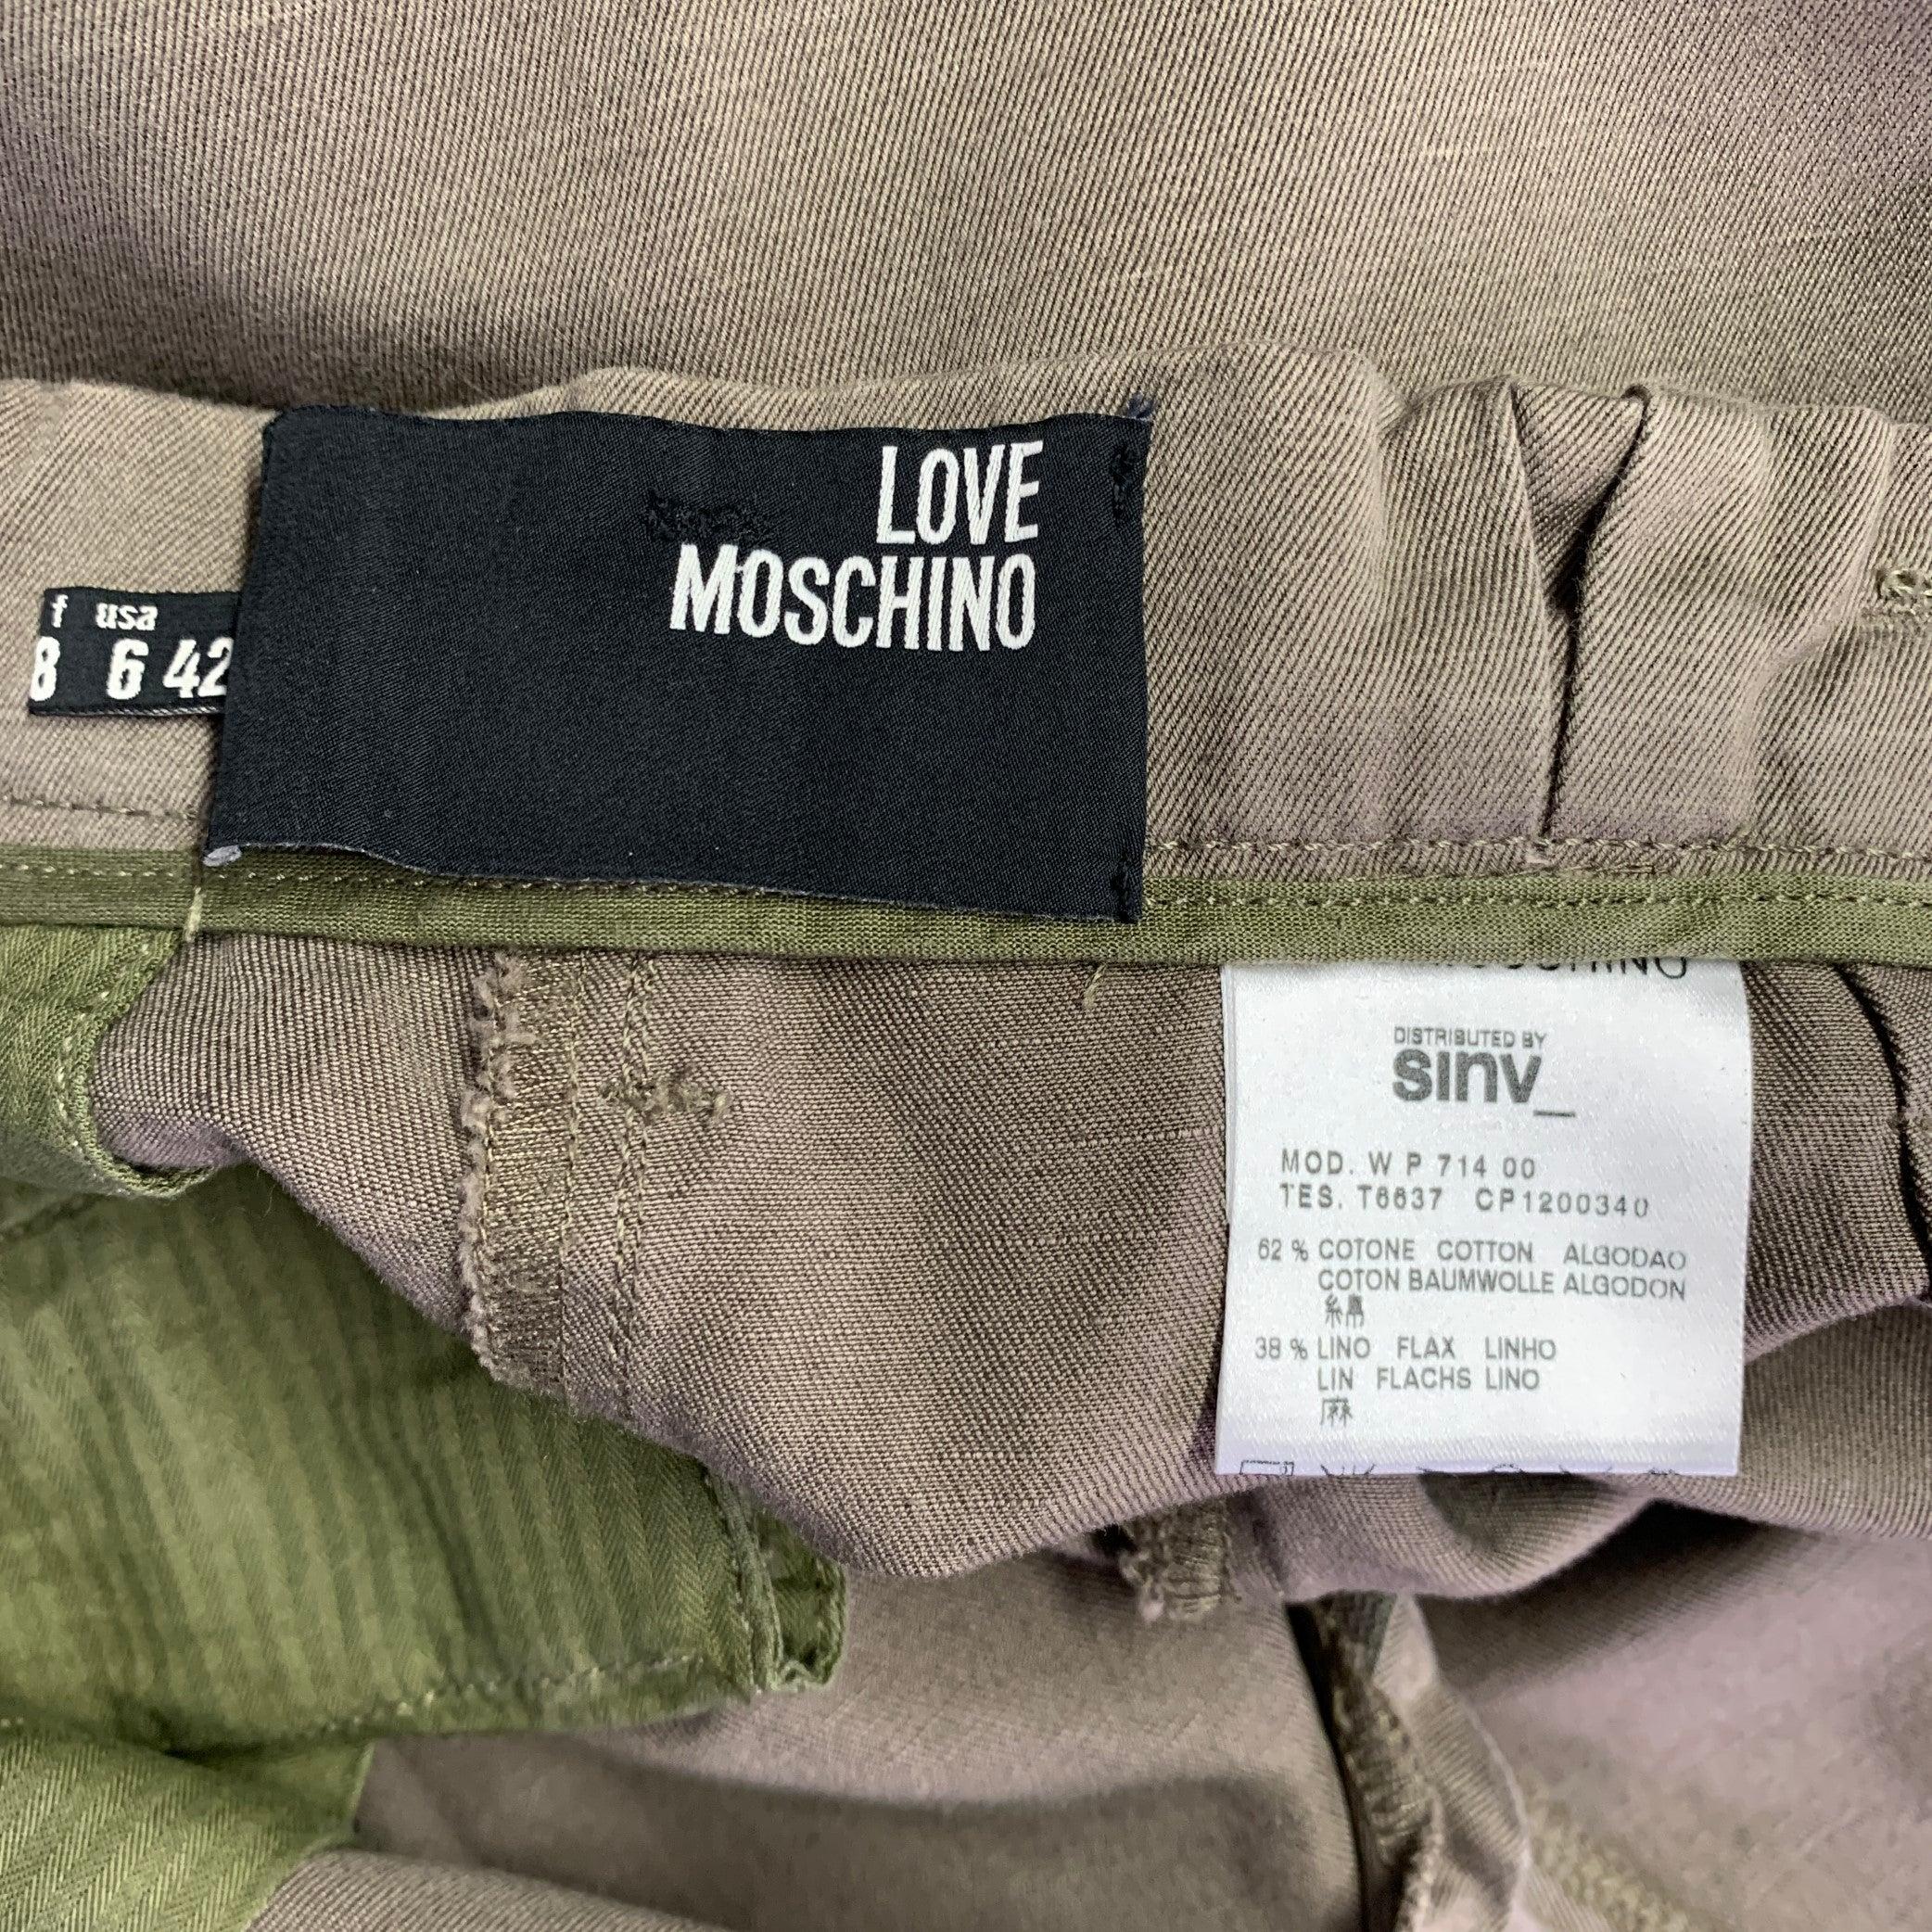 LOVE
MOSCHINO
f usa
8 6 42
DISTRIBUTED BY
sinv_
MOD. W P 714 00
TES. T6637 CP1200340
62 % COTONE COTTON ALGODAO
COTON BAUMWOLLE ALGODON
綿
38 % LINO FLAX LINHO
LIN FLACHS LINO
麻